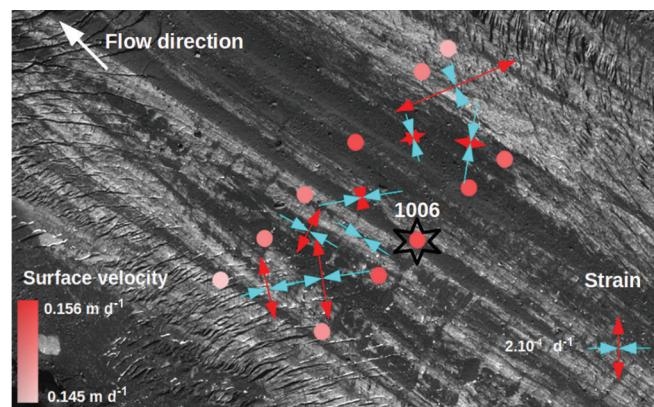 Flow direction
1006
Surface velocity
0.156 m d⁻¹
0.145 m d⁻¹
Strain
2.10⁻⁴ d⁻¹